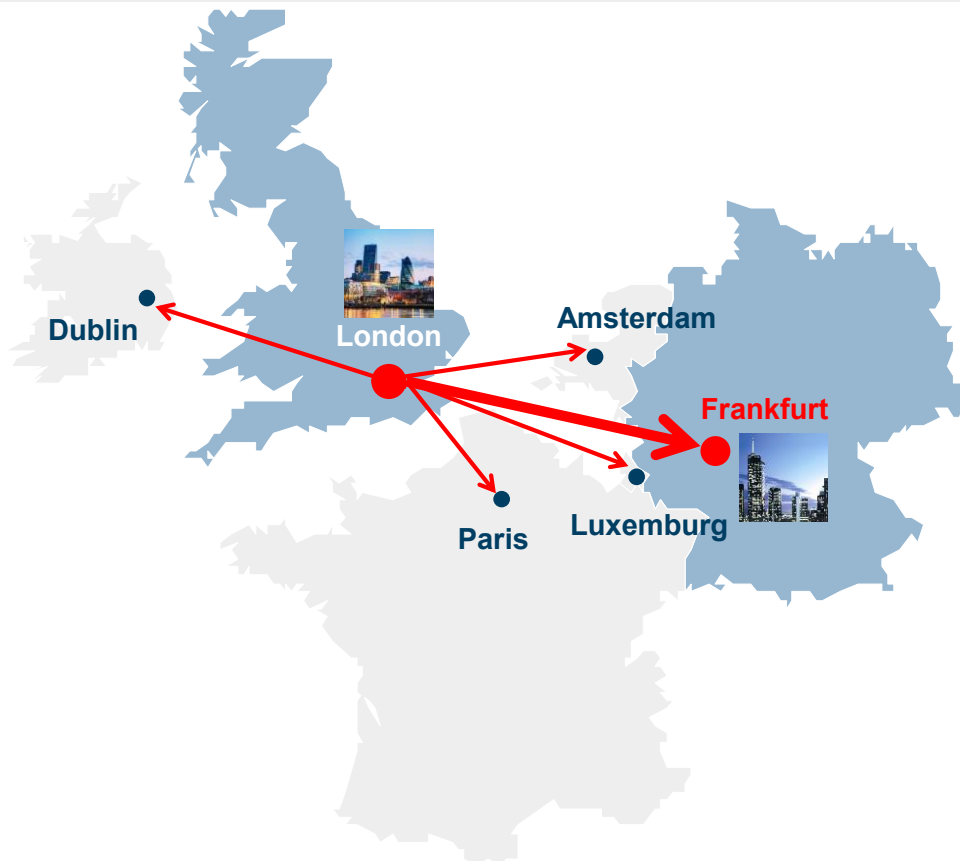 Dublin
London
Amsterdam
Frankfurt
Paris
Luxemburg